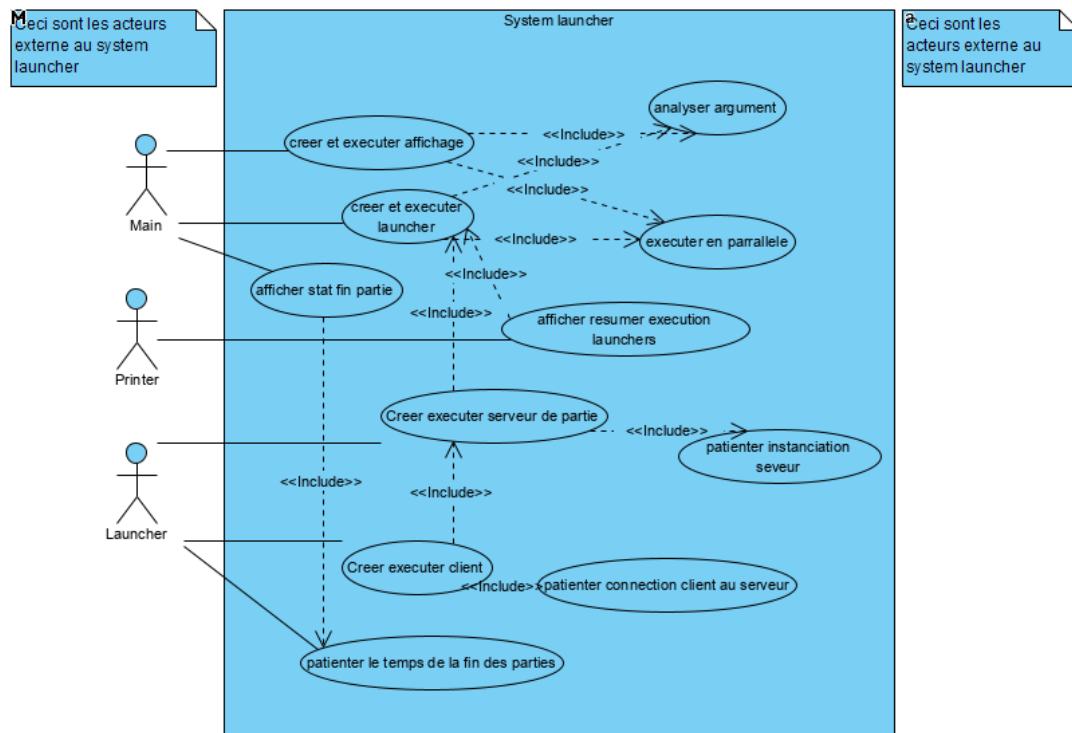 M
Ceci sont les acteurs
externe au system
launcher
System launcher
a
Ceci sont les
acteurs externe au
system launcher
analyser argument
creer et executer affichage
<<Include>>
<<Include>>
<<Include>>
Main
creer et executer
launcher
<<Include>>
executer en parrallele
<<Include>>
afficher stat fin partie
<<Include>>
afficher resumer execution
launchers
Printer
Creer executer serveur de partie
<<Include>>
patienter instanciation
seveur
<<Include>>
<<Include>>
Launcher
Creer executer client
<<Include>>
patienter connection client au serveur
patienter le temps de la fin des parties